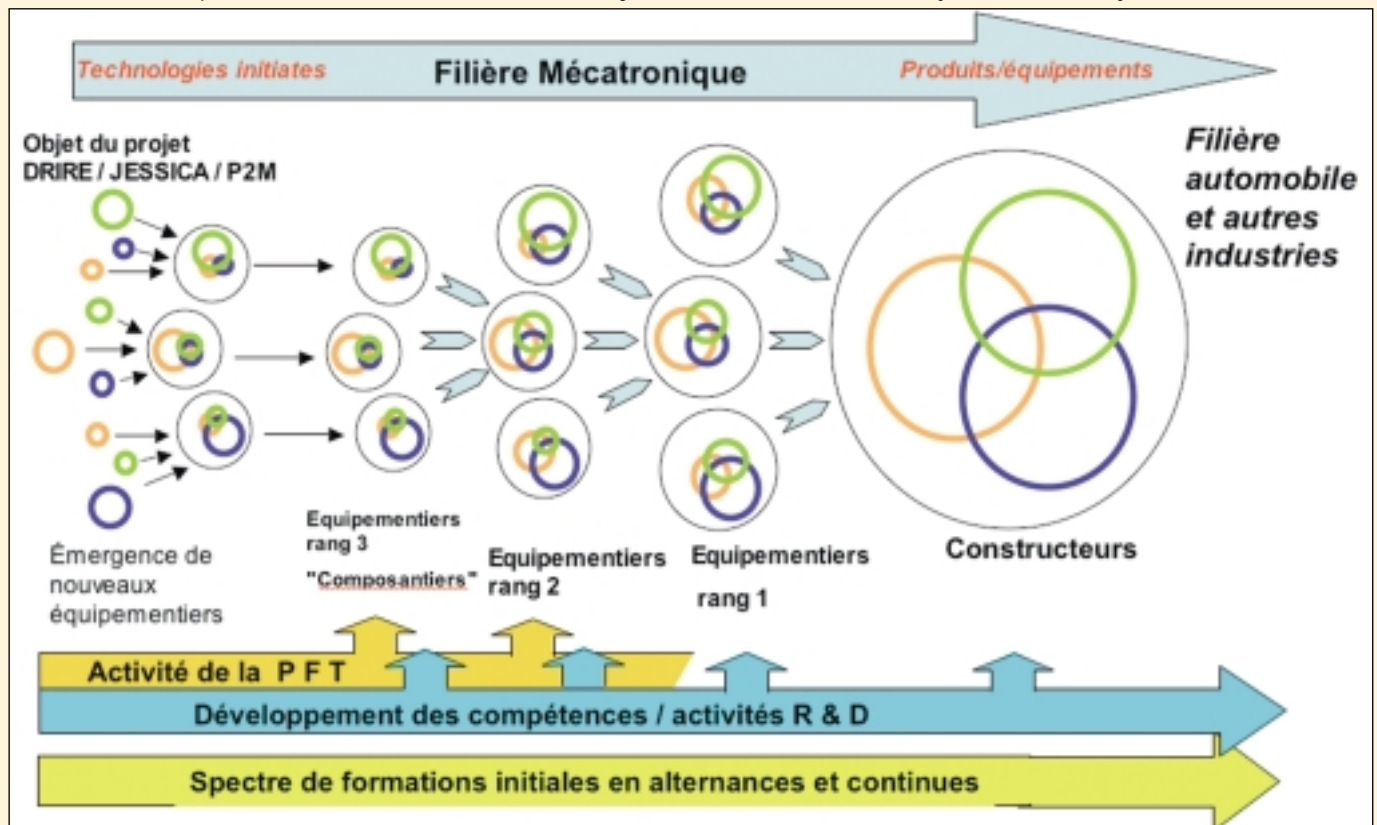 Technologies initiates
Filière Mécatronique
Produits/équipements
Objet du projet
DRIRE / JESSICA / P2M
Filière
automobile
et autres
industries
Émergence de
nouveaux
équipementiers
Equipementiers
rang 3
"Composantiers"
Equipementiers
rang 2
Equipementiers
rang 1
Constructeurs
Activité de la P F T
Développement des compétences / activités R & D
Spectre de formations initiales en alternances et continues